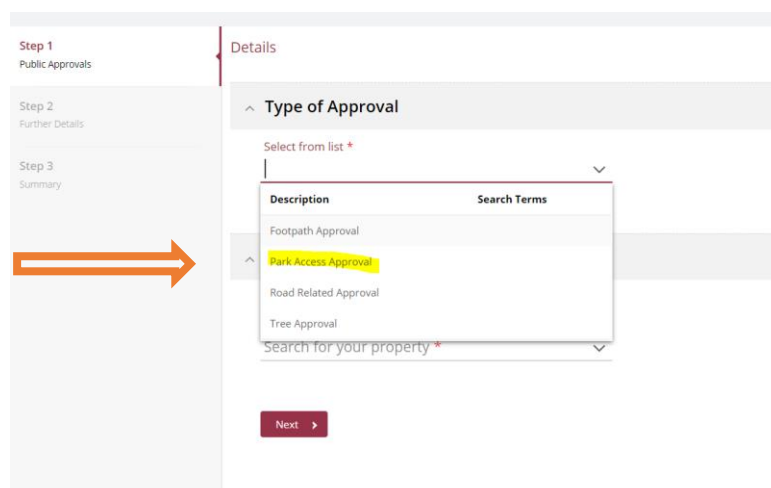 Step 1
Public Approvals
Step 2
Further Details
Step 3
Summary
Details
Type of Approval
Select from list *
Description Search Terms
Footpath Approval
Park Access Approval
Road Related Approval
Tree Approval
Search for your property *
Next